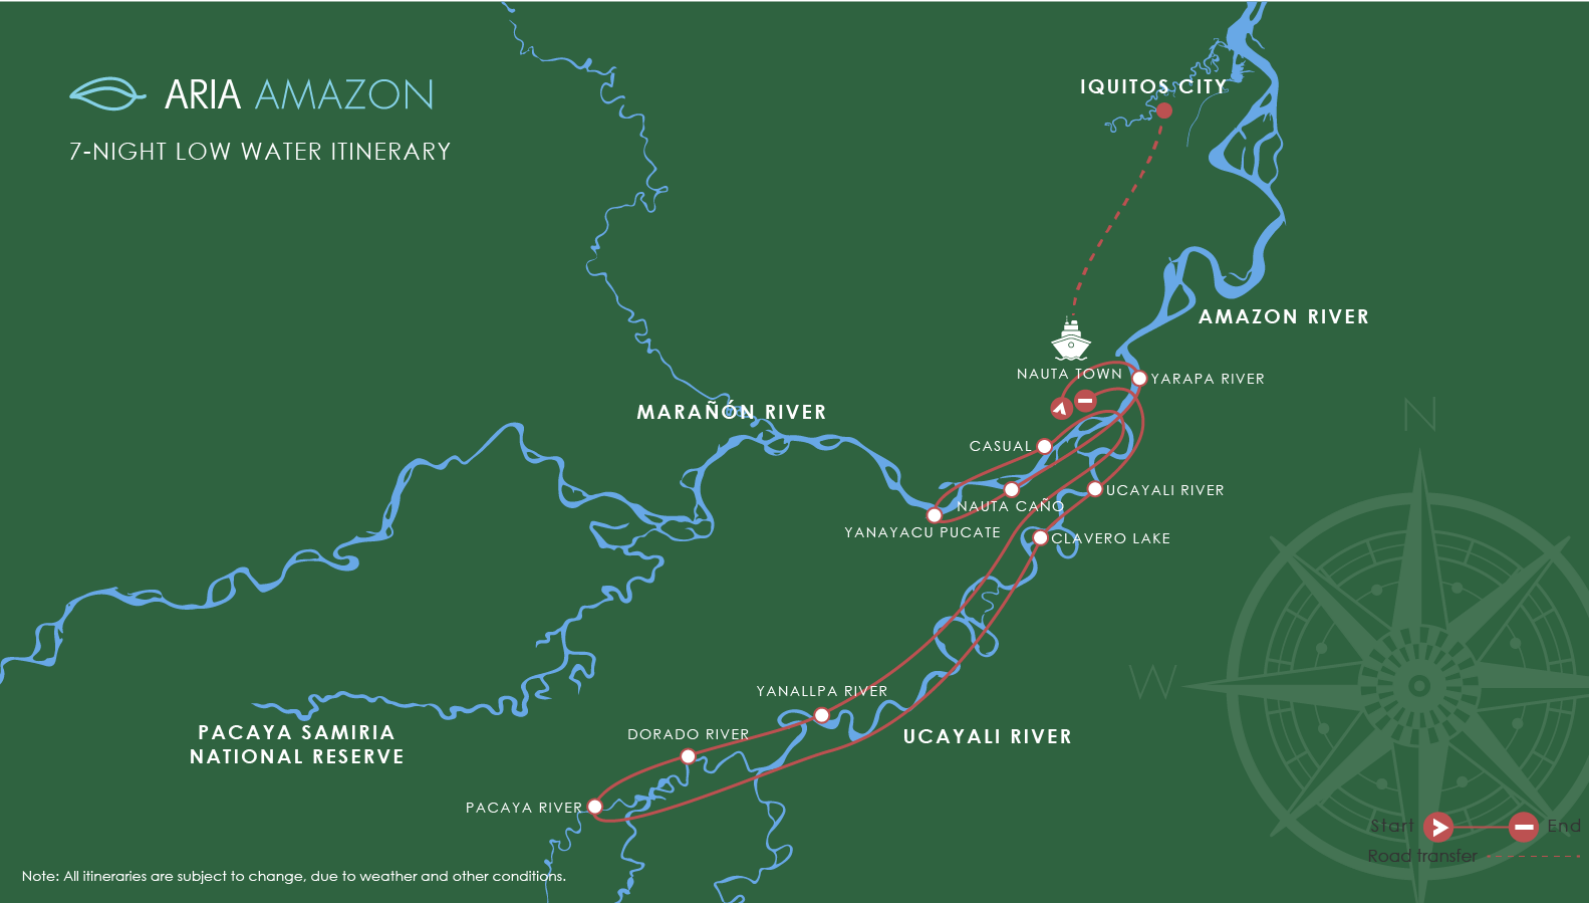 ARIA AMAZON
7-NIGHT LOW WATER ITINERARY
IQUITOS CITY
AMAZON RIVER
NAUTA TOWN
YARAPA RIVER
MARAÑÓN RIVER
CASUAL
UCAYALI RIVER
NAUTA CAÑO
YANAYACU PUCATE
CLAVERO LAKE
N
W
YANALLPA RIVER
DORADO RIVER
UCAYALI RIVER
PACAYA SAMIRIA
NATIONAL RESERVE
PACAYA RIVER
Start
End
Road transfer
Note: All itineraries are subject to change, due to weather and other conditions.